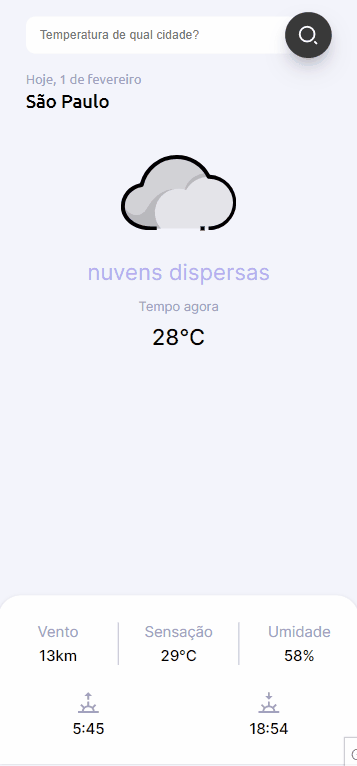 Temperatura de qual cidade?
Hoje, 1 de fevereiro
São Paulo
nuvens dispersas
Tempo agora
28°C
Vento Sensação Umidade
13km 29°C 58%
5:45 18:54